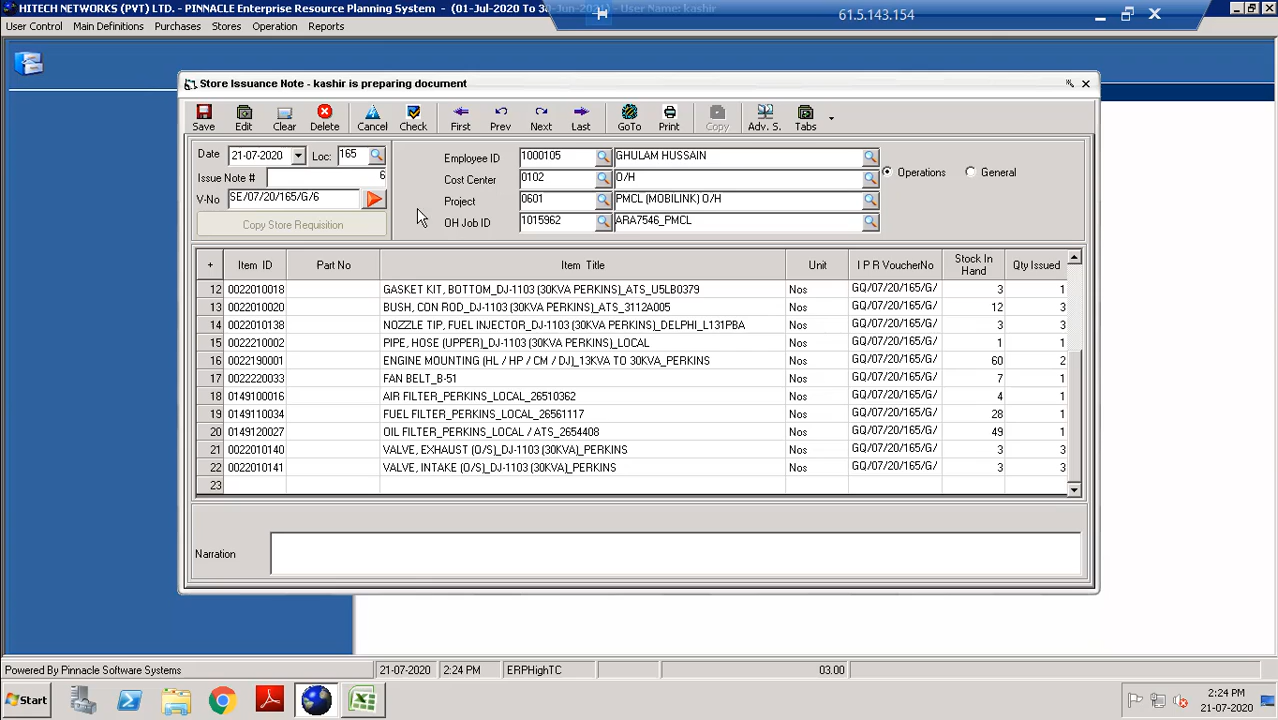 HITECH NETWORKS (PVT) LTD. - PINNACLE Enterprise Resource Planning System - (01-Jul-2020 To 30-Jun-2021) - User Name: kashir
61.5.143.154
User Control Main Definitions Purchases Stores Operation Reports
Store Issuance Note - kashir is preparing document
Save Edit Clear Delete Cancel Check First Prev Next Last GoTo Print Copy Adv. S. Tabs
Date 21-07-2020 Loc: 165 Employee ID 1000105 GHULAM HUSSAIN
Issue Note # 6 Cost Center 0102 O/H Operations General
V-No SE/07/20/165/G/6 Project 0601 PMCL (MOBILINK) O/H
Copy Store Requisition OH Job ID 1015962 ARA7546_PMCL
+ Item ID Part No Item Title Unit I P R VoucherNo Stock In Hand Qty Issued
12 0022010018 GASKET KIT, BOTTOM_DJ-1103 (30KVA PERKINS)_ATS_U5LB0379 Nos GQ/07/20/165/G/ 3 1
13 0022010020 BUSH, CON ROD_DJ-1103 (30KVA PERKINS)_ATS_3112A005 Nos GQ/07/20/165/G/ 12 3
14 0022010138 NOZZLE TIP, FUEL INJECTOR_DJ-1103 (30KVA PERKINS)_DELPHI_L131PBA Nos GQ/07/20/165/G/ 3 3
15 0022210002 PIPE, HOSE (UPPER)_DJ-1103 (30KVA PERKINS)_LOCAL Nos GQ/07/20/165/G/ 1 1
16 0022190001 ENGINE MOUNTING (HL / HP / CM / DJ)_13KVA TO 30KVA_PERKINS Nos GQ/07/20/165/G/ 60 2
17 0022220033 FAN BELT_B-51 Nos GQ/07/20/165/G/ 7 1
18 0149100016 AIR FILTER_PERKINS_LOCAL_26510362 Nos GQ/07/20/165/G/ 4 1
19 0149110034 FUEL FILTER_PERKINS_LOCAL_26561117 Nos GQ/07/20/165/G/ 28 1
20 0149120027 OIL FILTER_PERKINS_LOCAL / ATS_2654408 Nos GQ/07/20/165/G/ 49 1
21 0022010140 VALVE, EXHAUST (O/S)_DJ-1103 (30KVA)_PERKINS Nos GQ/07/20/165/G/ 3 3
22 0022010141 VALVE, INTAKE (O/S)_DJ-1103 (30KVA)_PERKINS Nos GQ/07/20/165/G/ 3 3
23
Narration
Powered By Pinnacle Software Systems 21-07-2020 2:24 PM ERPHighTC 03.00
Start 2:24 PM
21-07-2020